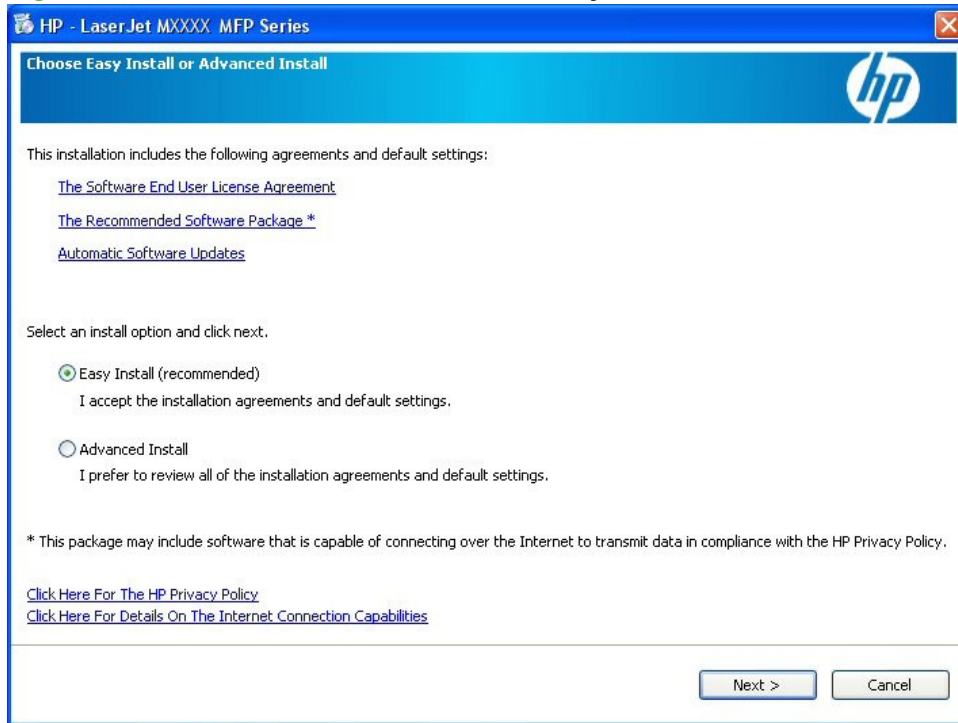 HP - LaserJet MXXXX MFP Series
Choose Easy Install or Advanced Install
hp
This installation includes the following agreements and default settings:
The Software End User License Agreement
The Recommended Software Package *
Automatic Software Updates
Select an install option and click next.
Easy Install (recommended)
I accept the installation agreements and default settings.
Advanced Install
I prefer to review all of the installation agreements and default settings.
* This package may include software that is capable of connecting over the Internet to transmit data in compliance with the HP Privacy Policy.
Click Here For The HP Privacy Policy
Click Here For Details On The Internet Connection Capabilities
Next > Cancel